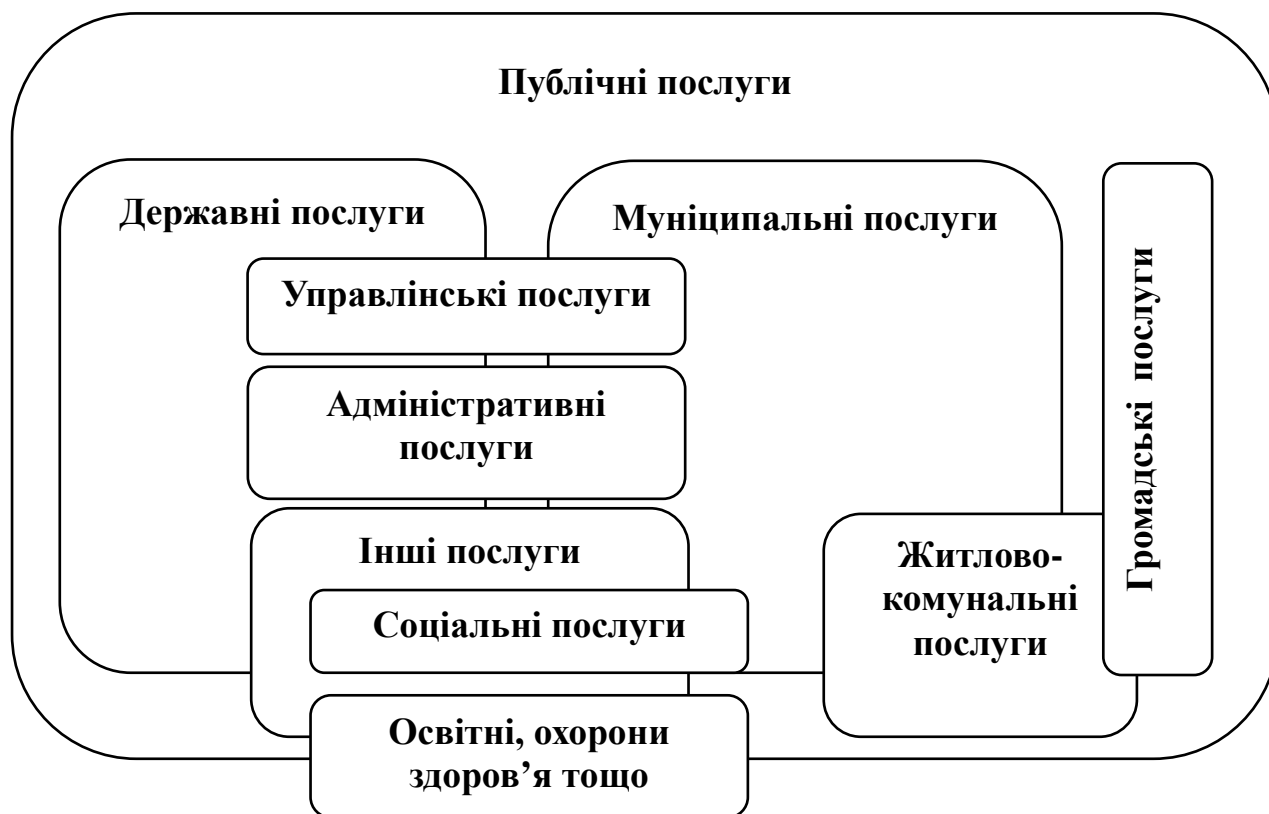 Публічні послуги
Державні послуги
Муніципальні послуги
Управлінські послуги
Адміністративні
послуги
Інші послуги
Соціальні послуги
Освітні, охорони
здоров’я тощо
Житлово-
комунальні
послуги
Громадські послуги